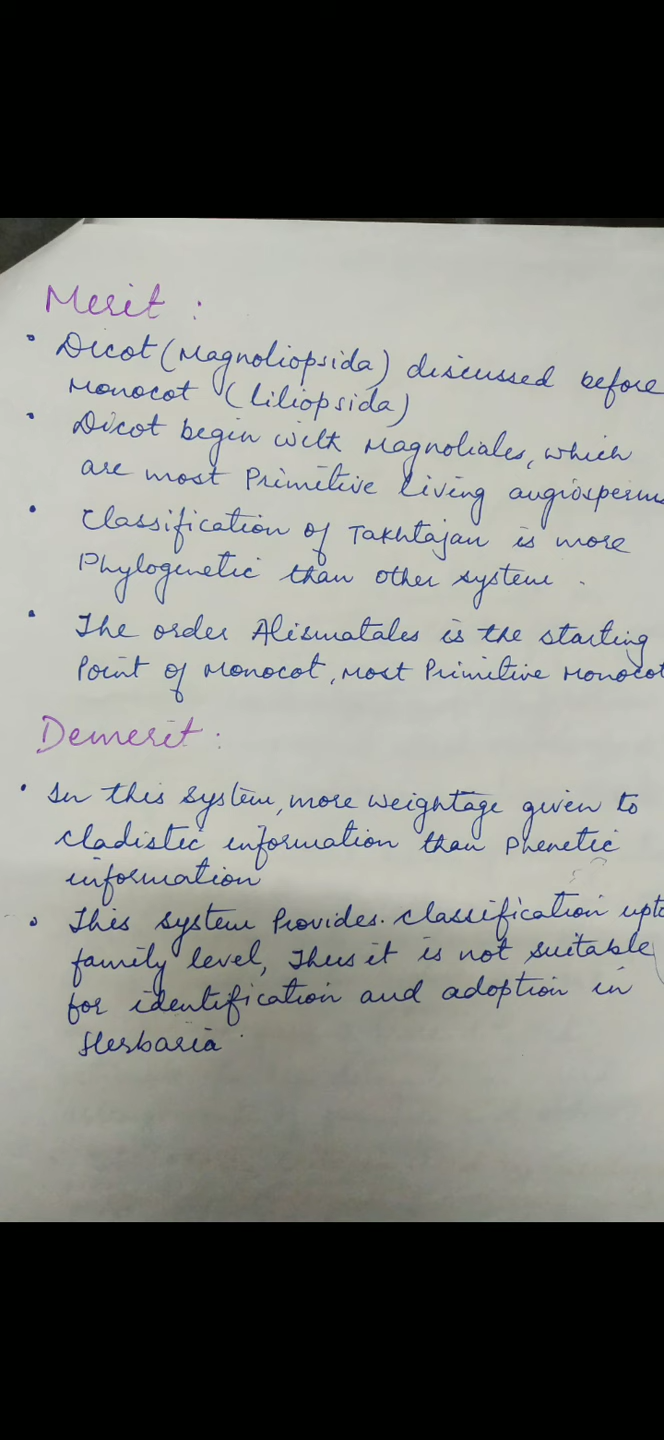 Merit :
• Dicot (Magnoliopsida) discussed before
Monocot (Liliopsida)
• Dicot begin with Magnoliales, which
are most Primitive living angiosperms
• Classification of Takhtajan is more
Phylogenetic than other system .
• The order Alismatales is the starting
Point of Monocot, most Primitive Monocot
Demerit :
• In this system, more weightage given to
cladistic information than Phenetic
information
• This system Provides classification upto
family level, Thus it is not suitable
for identification and adoption in
Herbaria.